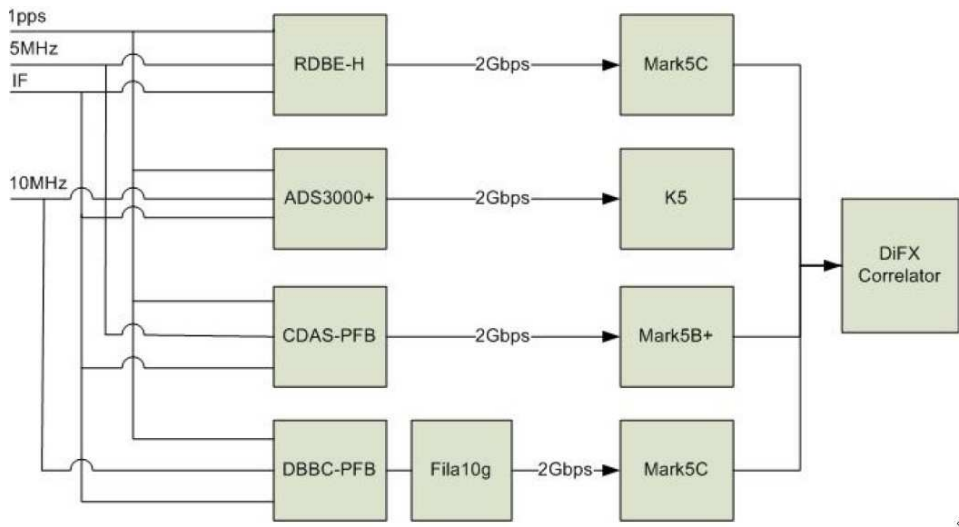 1pps
5MHz
IF
10MHz
RDBE-H
2Gbps
Mark5C
ADS3000+
2Gbps
K5
DiFX
Correlator
CDAS-PFB
2Gbps
Mark5B+
DBBC-PFB
Fila10g
2Gbps
Mark5C